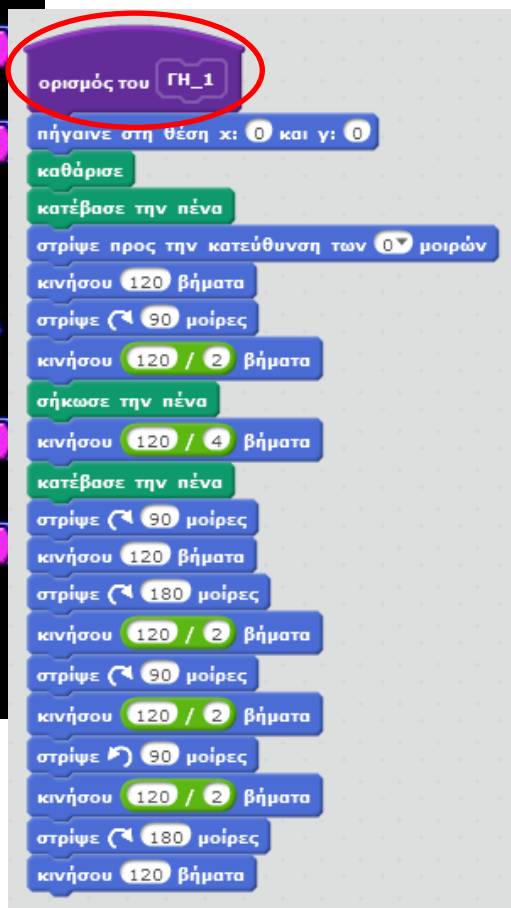 ορισμός του ΓΗ_1
πήγαινε στη θέση x: 0 και y: 0
καθάρισε
κατέβασε την πένα
στρίψε προς την κατεύθυνση των 0 μοιρών
κινήσου 120 βήματα
στρίψε 90 μοίρες
κινήσου 120 / 2 βήματα
σήκωσε την πένα
κινήσου 120 / 4 βήματα
κατέβασε την πένα
στρίψε 90 μοίρες
κινήσου 120 βήματα
στρίψε 180 μοίρες
κινήσου 120 / 2 βήματα
στρίψε 90 μοίρες
κινήσου 120 / 2 βήματα
στρίψε 90 μοίρες
κινήσου 120 / 2 βήματα
στρίψε 180 μοίρες
κινήσου 120 βήματα